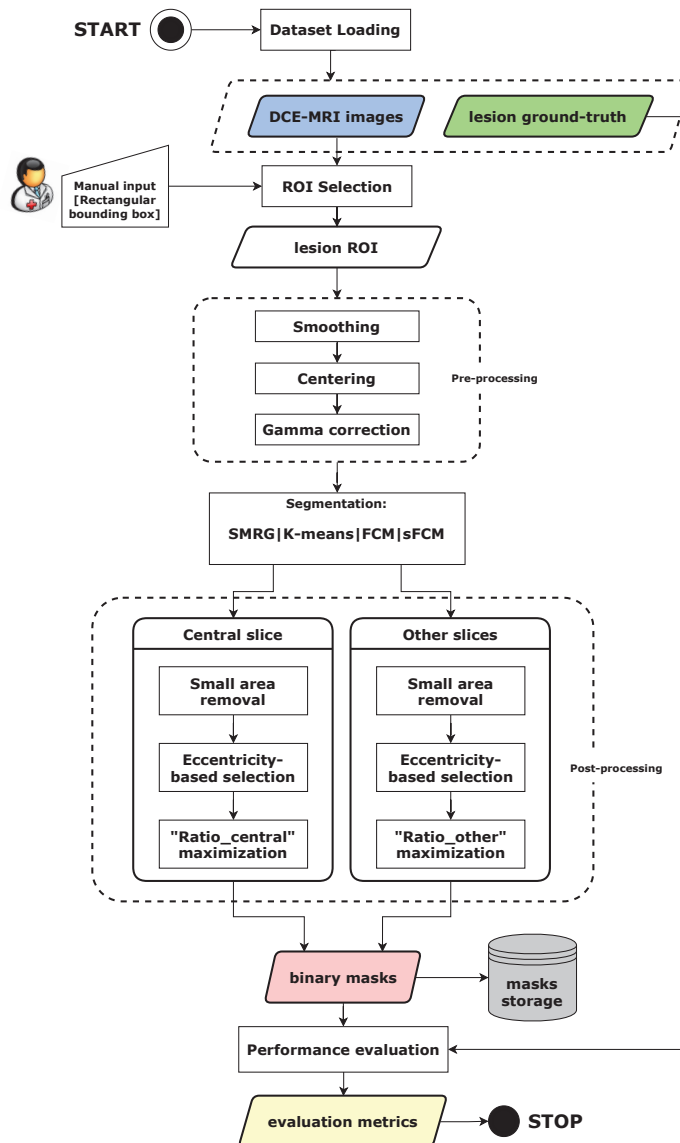 START
Dataset Loading
DCE-MRI images
lesion ground-truth
Manual input
[Rectangular
bounding box]
ROI Selection
lesion ROI
Smoothing
Centering
Gamma correction
Pre-processing
Segmentation:
SMRG|K-means|FCM|sFCM
Central slice
Small area
removal
Eccentricity-
based selection
"Ratio_central"
maximization
Other slices
Small area
removal
Eccentricity-
based selection
"Ratio_other"
maximization
Post-processing
binary masks
masks
storage
Performance evaluation
evaluation metrics
STOP